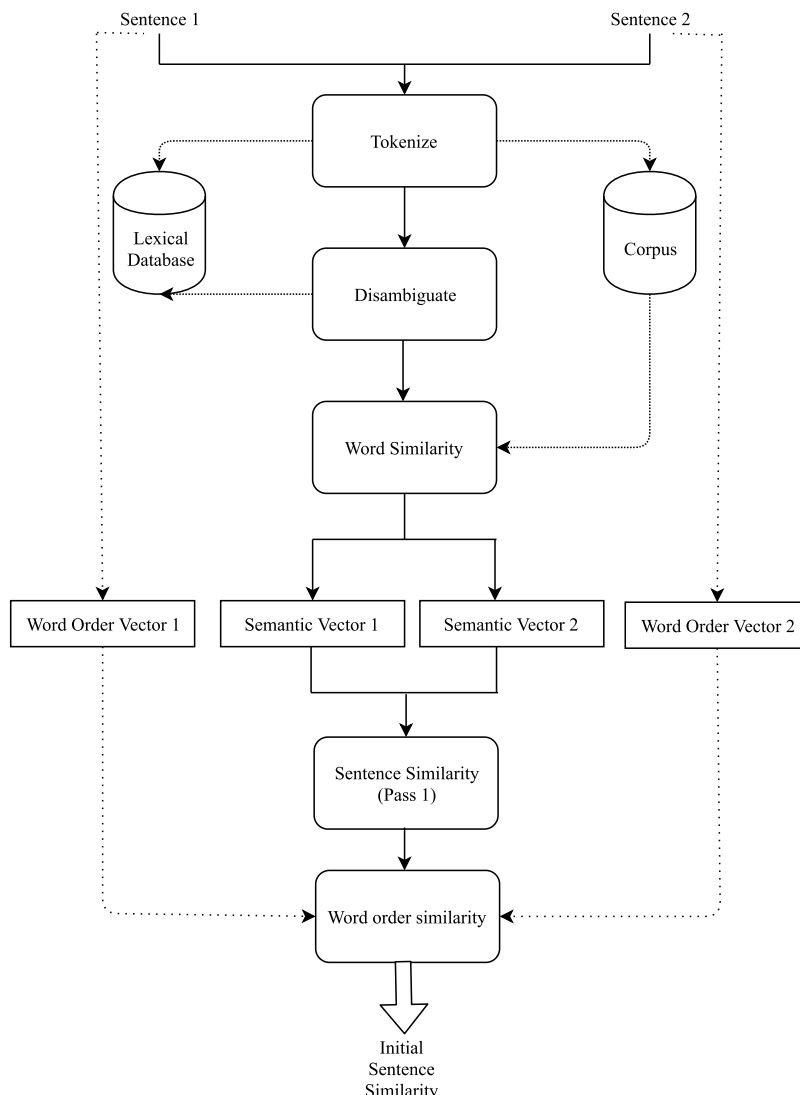 Sentence 1
Sentence 2
Tokenize
Lexical
Database
Corpus
Disambiguate
Word Similarity
Word Order Vector 1
Semantic Vector 1
Semantic Vector 2
Word Order Vector 2
Sentence Similarity
(Pass 1)
Word order similarity
Initial
Sentence
Similarity